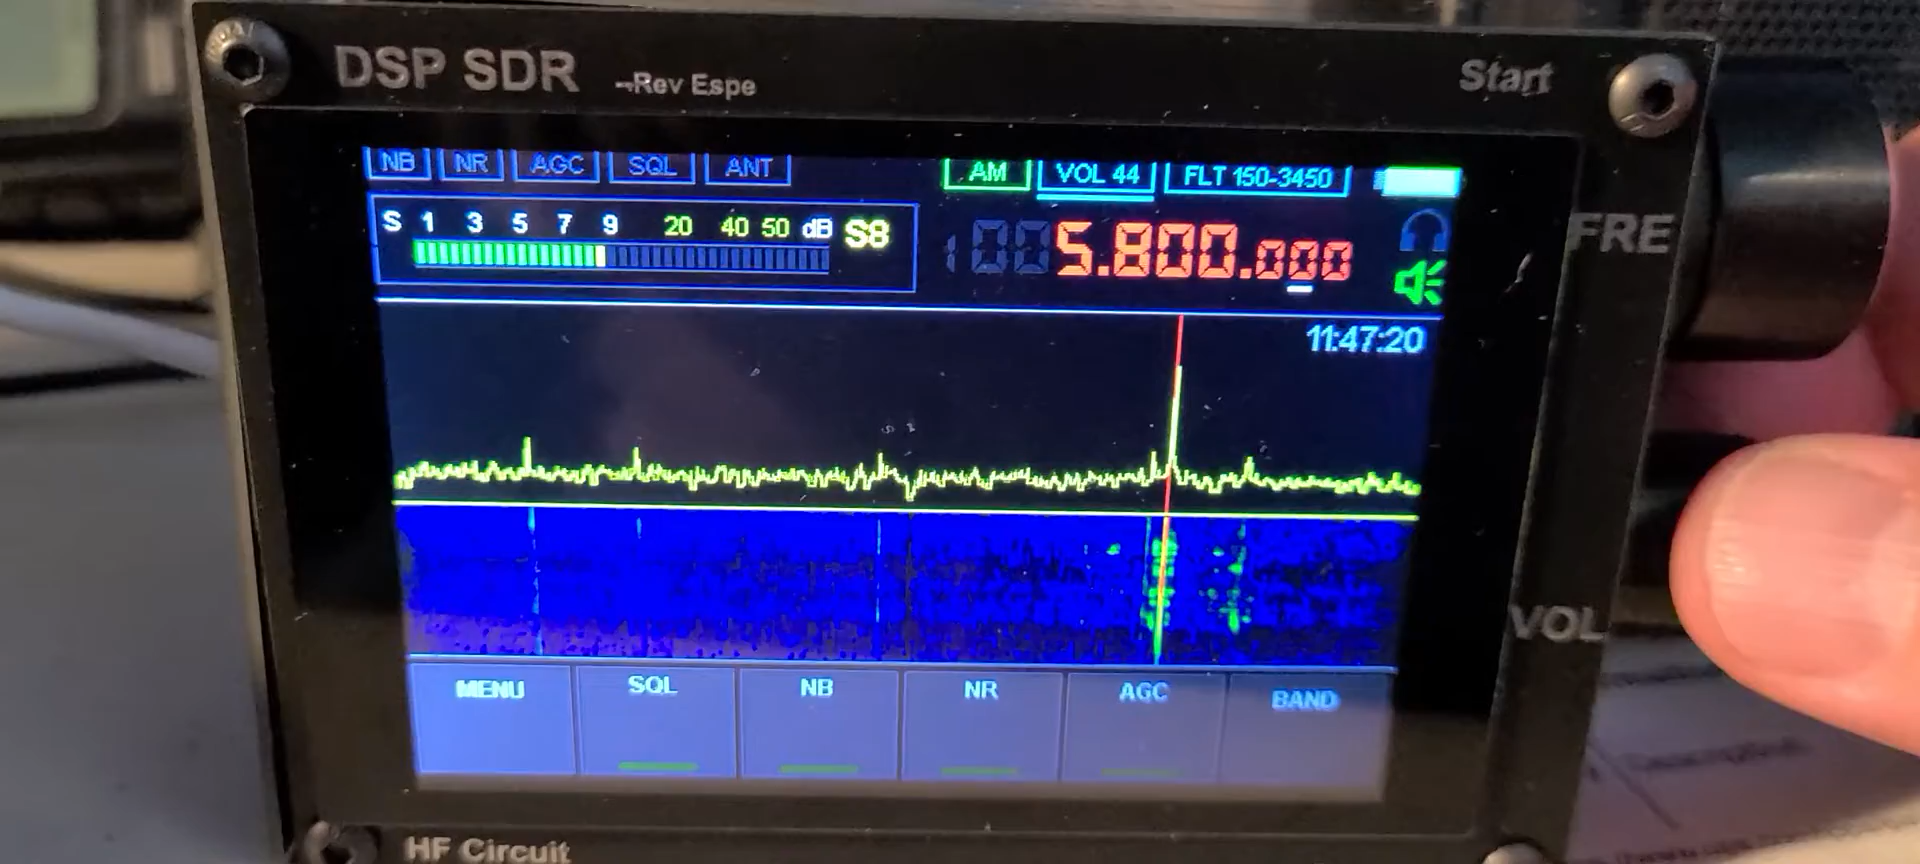 DSP SDR --Rev Espe Start
NB NR AGC SQL ANT AM VOL 44 FLT 150-3450
S 1 3 5 7 9 20 40 50 dB S8
5.800.000
FRE
11:47:20
VOL
MENU SQL NB NR AGC BAND
HF Circuit